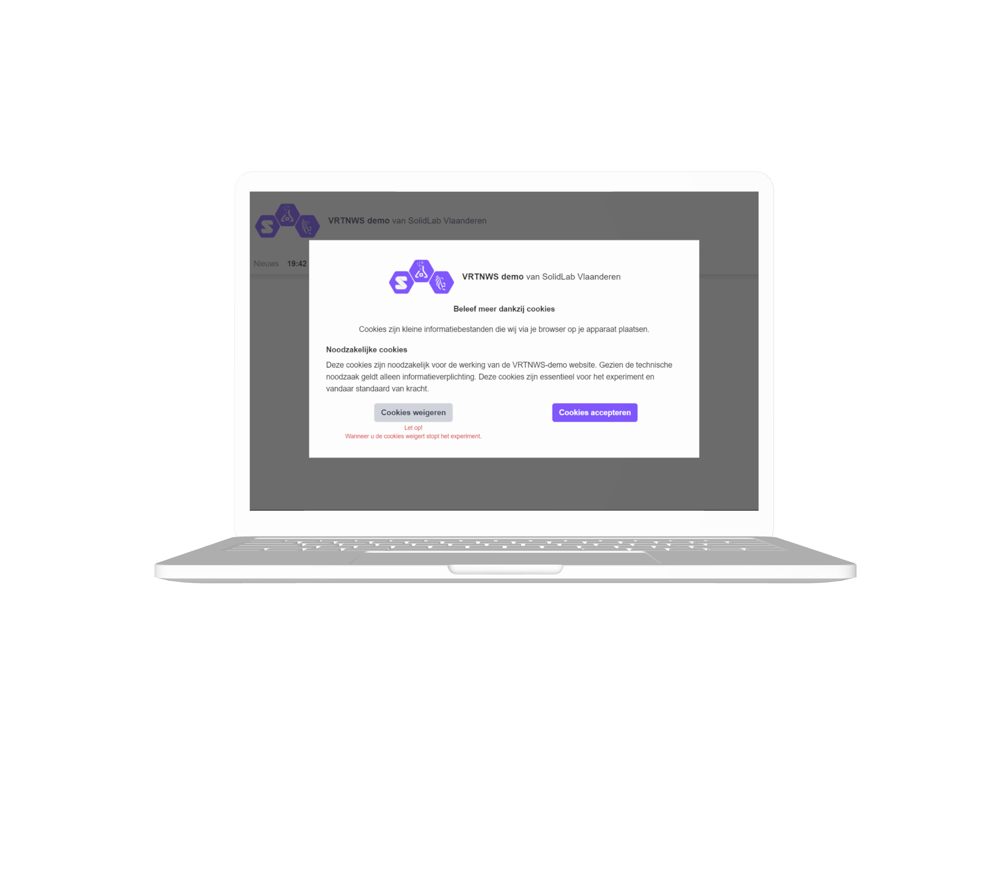 VRTNWS demo van SolidLab Vlaanderen
Nieuws 19:42
VRTNWS demo van SolidLab Vlaanderen
Beleef meer dankzij cookies
Cookies zijn kleine informatiebestanden die wij via je browser op je apparaat plaatsen.
Noodzakelijke cookies
Deze cookies zijn noodzakelijk voor de werking van de VRTNWS-demo website. Gezien de technische
noodzaak geldt alleen informatieverplichting. Deze cookies zijn essentieel voor het experiment en
vandaar standaard van kracht.
Cookies weigeren
Cookies accepteren
Let op!
Wanneer u de cookies weigert stopt het experiment.